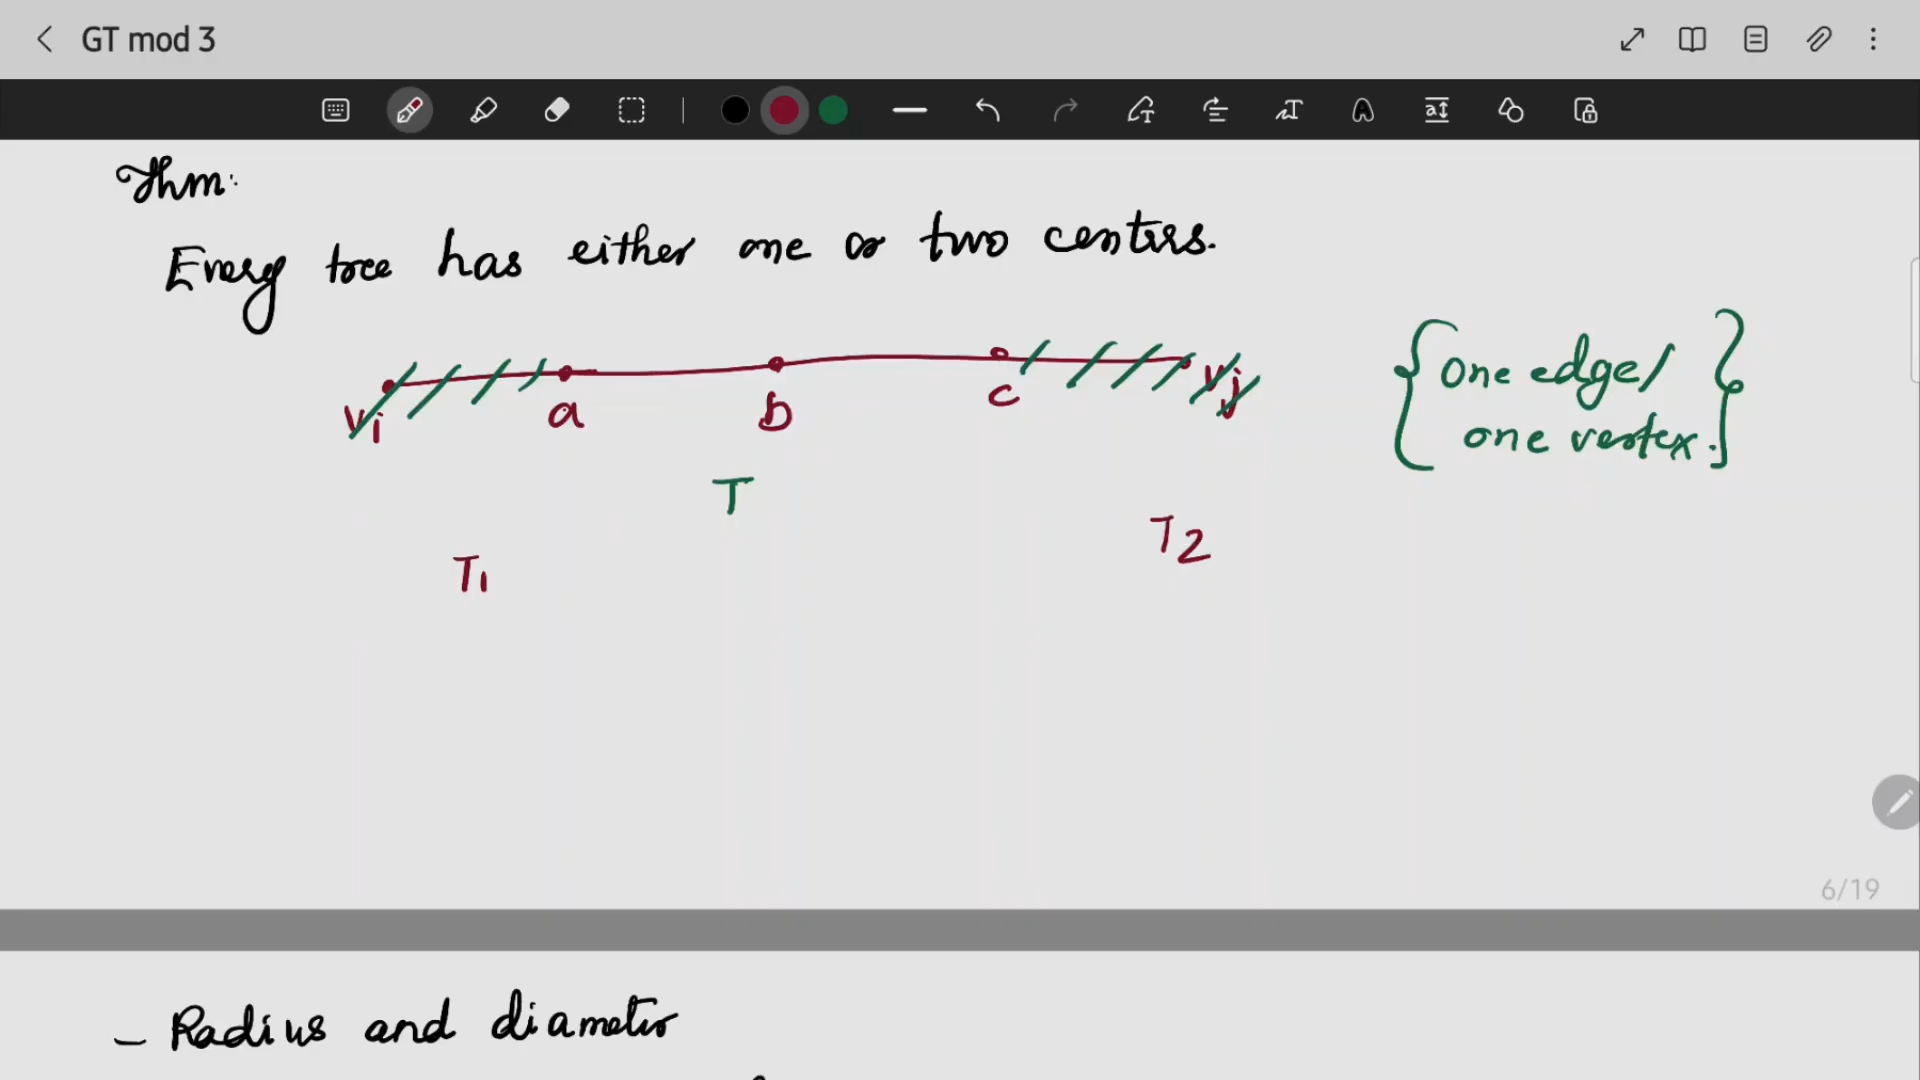 GT mod 3
Thm:
Every tree has either one or two centers.
vi a b c vj
{one edge/
one vertex.}
T
T1
T2
6/19
- Radius and diameter